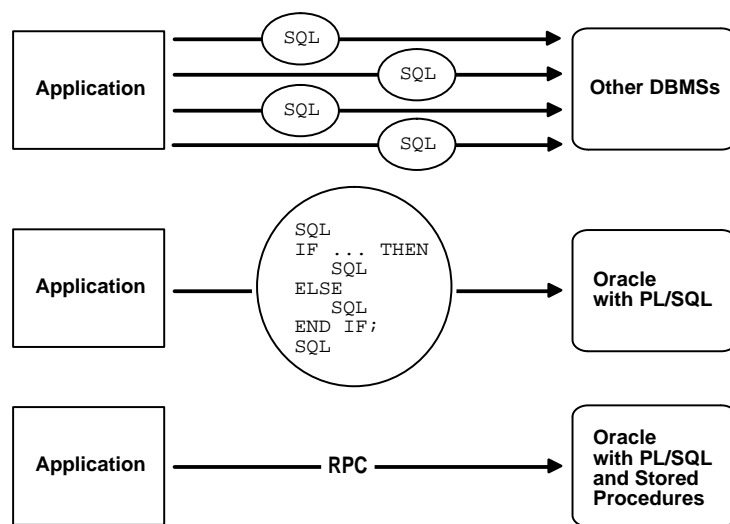 SQL
SQL
Application
Other DBMSs
SQL
SQL
SQL
IF ... THEN
SQL
ELSE
SQL
END IF;
SQL
Application
Oracle
with PL/SQL
Application
RPC
Oracle
with PL/SQL
and Stored
Procedures